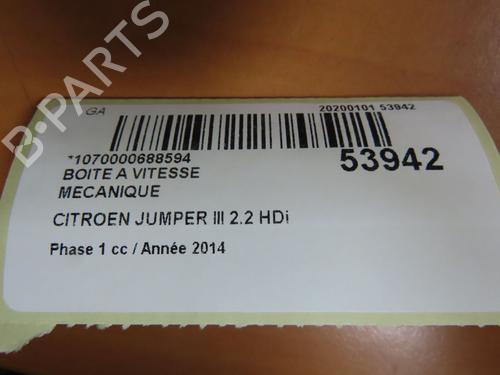 B-PARTS
GA
20200101 53942
*1070000688594
53942
BOITE A VITESSE
MECANIQUE
CITROEN JUMPER III 2.2 HDi
Phase 1 cc / Année 2014